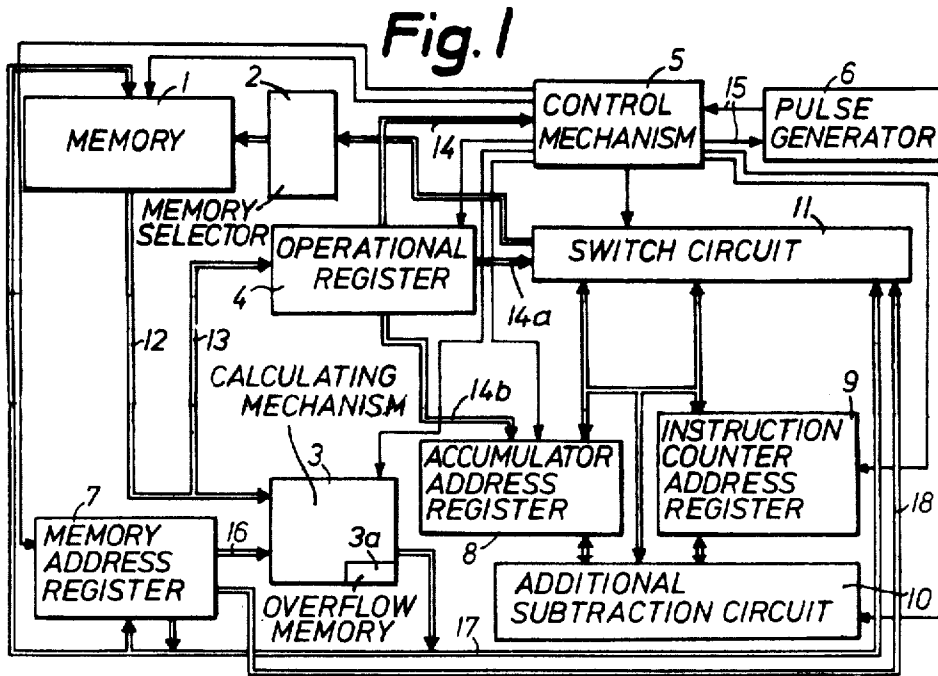 Fig.1
1
MEMORY
2
MEMORY
SELECTOR
5
CONTROL
MECHANISM
15
6
PULSE
GENERATOR
14
11
SWITCH CIRCUIT
OPERATIONAL
REGISTER
4
14a
12
13
CALCULATING
MECHANISM
14b
9
INSTRUCTION
COUNTER
ADDRESS
REGISTER
ACCUMULATOR
ADDRESS
REGISTER
8
18
3
3a
OVERFLOW
MEMORY
7
MEMORY
ADDRESS
REGISTER
16
ADDITIONAL
SUBTRACTION CIRCUIT
10
17